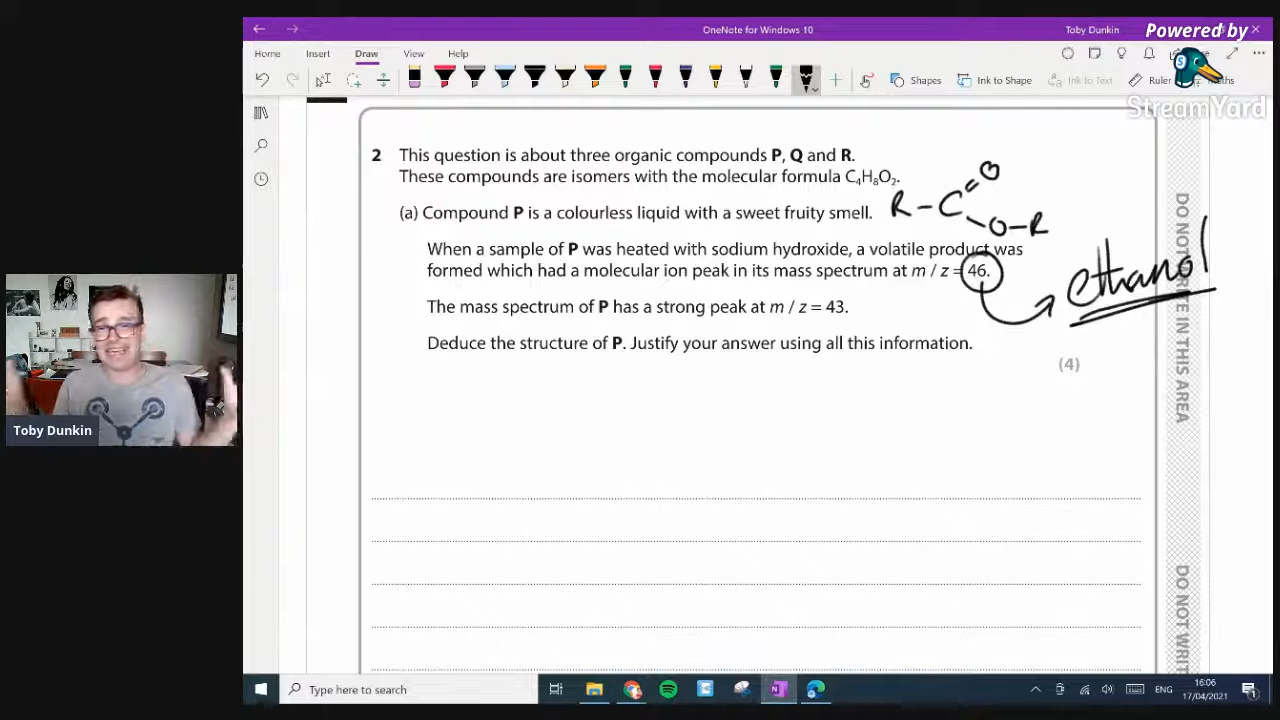 OneNote for Windows 10
Toby Dunkin
Powered by
StreamYard
Home Insert Draw View Help
Shapes Ink to Shape Ink to Text Ruler Maths
2 This question is about three organic compounds P, Q and R.
These compounds are isomers with the molecular formula C₄H₈O₂.
(a) Compound P is a colourless liquid with a sweet fruity smell.
R-C=O
-O-R
When a sample of P was heated with sodium hydroxide, a volatile product was
formed which had a molecular ion peak in its mass spectrum at m / z = 46.
ethanol
The mass spectrum of P has a strong peak at m / z = 43.
Deduce the structure of P. Justify your answer using all this information.
(4)
DO NOT WRITE IN THIS AREA
DO NOT WRIT
Toby Dunkin
Type here to search
ENG
16:06
17/04/2021